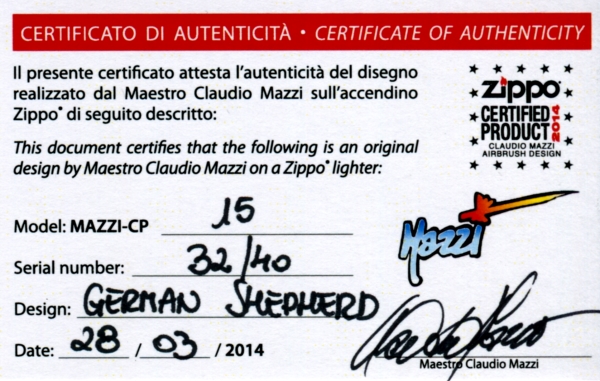 CERTIFICATO DI AUTENTICITÀ • CERTIFICATE OF AUTHENTICITY
Il presente certificato attesta l'autenticità del disegno
realizzato dal Maestro Claudio Mazzi sull'accendino
Zippo® di seguito descritto:
This document certifies that the following is an original
design by Maestro Claudio Mazzi on a Zippo® lighter:
zippo
CERTIFIED
PRODUCT 2014
CLAUDIO MAZZI
AIRBRUSH DESIGN
Model: MAZZI-CP 15
Mazzi
Serial number: 32/40
Design: GERMAN SHEPHERD
Date: 28 / 03 / 2014
Maestro Claudio Mazzi